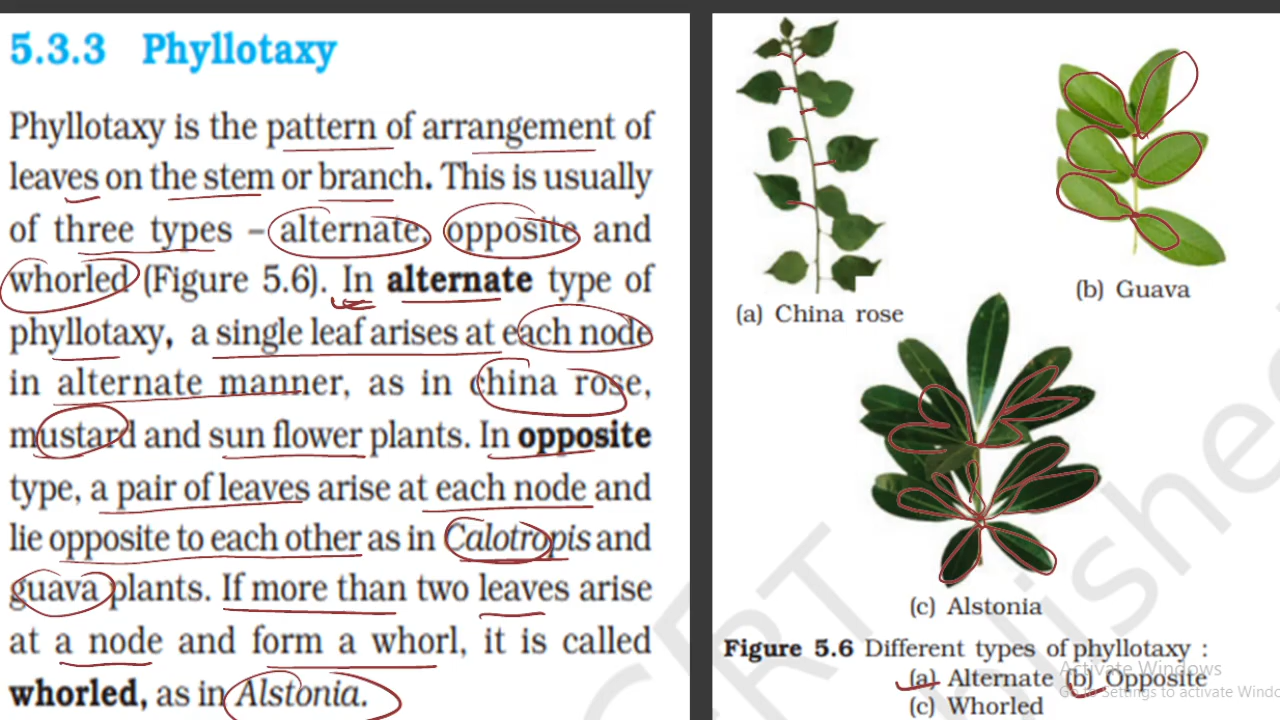 5.3.3 Phyllotaxy
Phyllotaxy is the pattern of arrangement of
leaves on the stem or branch. This is usually
of three types – alternate, opposite and
whorled (Figure 5.6). In alternate type of
phyllotaxy, a single leaf arises at each node
in alternate manner, as in china rose,
mustard and sun flower plants. In opposite
type, a pair of leaves arise at each node and
lie opposite to each other as in Calotropis and
guava plants. If more than two leaves arise
at a node and form a whorl, it is called
whorled, as in Alstonia.
(a) China rose
(b) Guava
(c) Alstonia
Figure 5.6 Different types of phyllotaxy :
(a) Alternate (b) Opposite
(c) Whorled
Activate Windows
Go to Settings to activate Wind